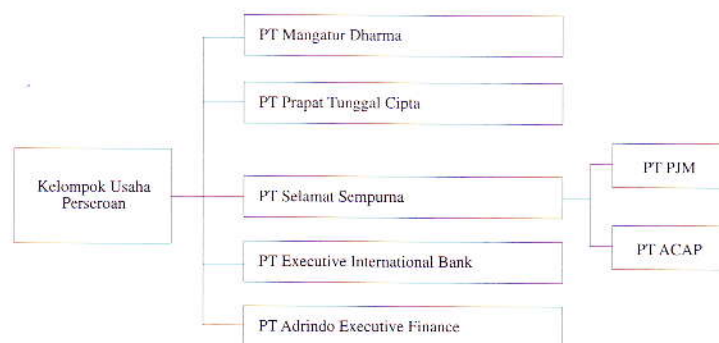 PT Mangatur Dharma
PT Prapat Tunggal Cipta
Kelompok Usaha
Perseroan
PT Selamat Sempurna
PT PJM
PT ACAP
PT Executive International Bank
PT Adrindo Executive Finance